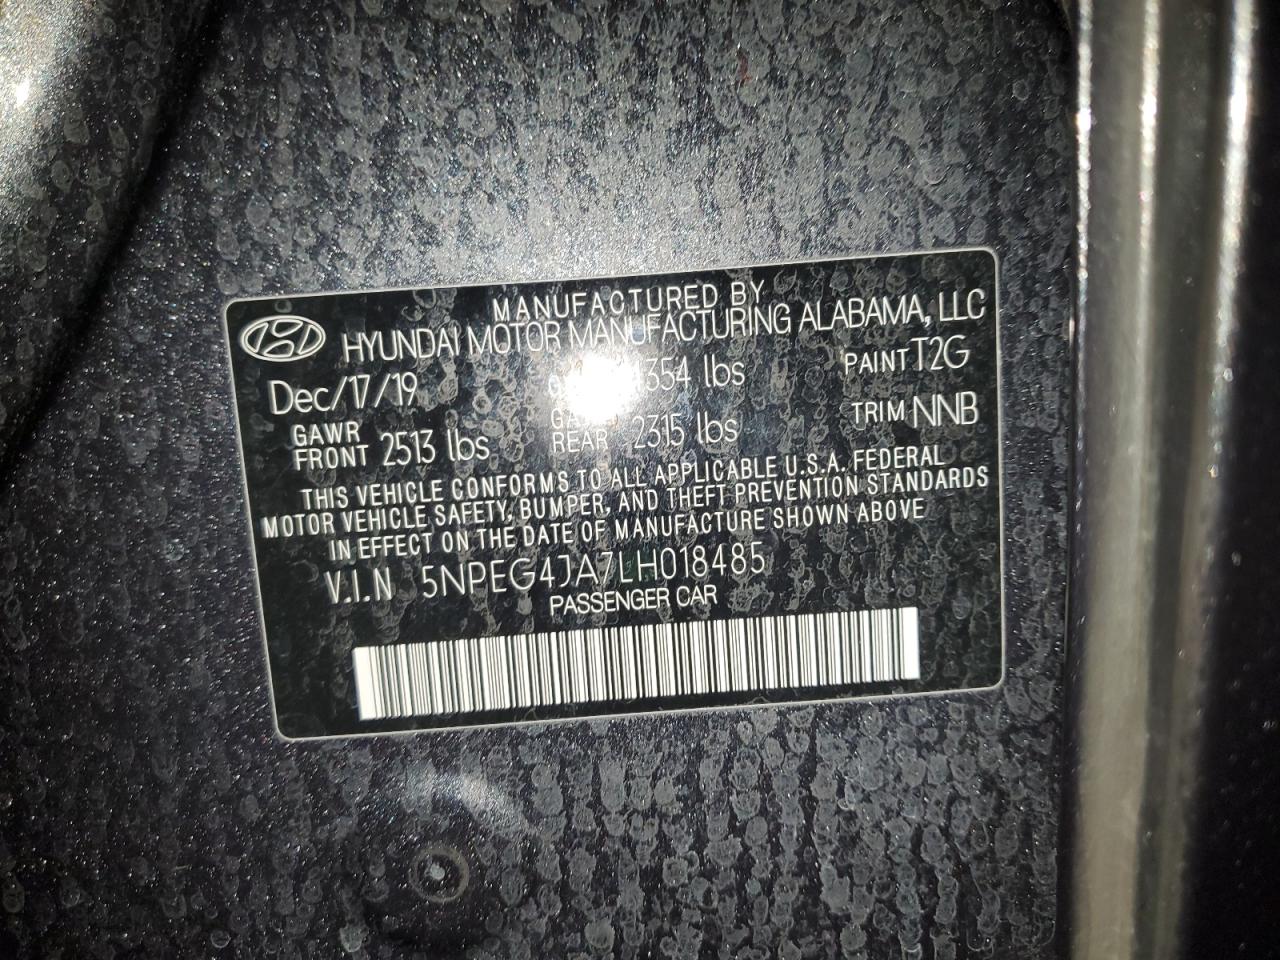 MANUFACTURED BY
HYUNDAI MOTOR MANUFACTURING ALABAMA, LLC
Dec/17/19 lbs PAINT T2G
GAWR FRONT 2513 lbs REAR 2315 lbs TRIM NNB
THIS VEHICLE CONFORMS TO ALL APPLICABLE U.S.A. FEDERAL
MOTOR VEHICLE SAFETY, BUMPER, AND THEFT PREVENTION STANDARDS
IN EFFECT ON THE DATE OF MANUFACTURE SHOWN ABOVE
V.I.N 5NPEG4JA7LH018485
PASSENGER CAR